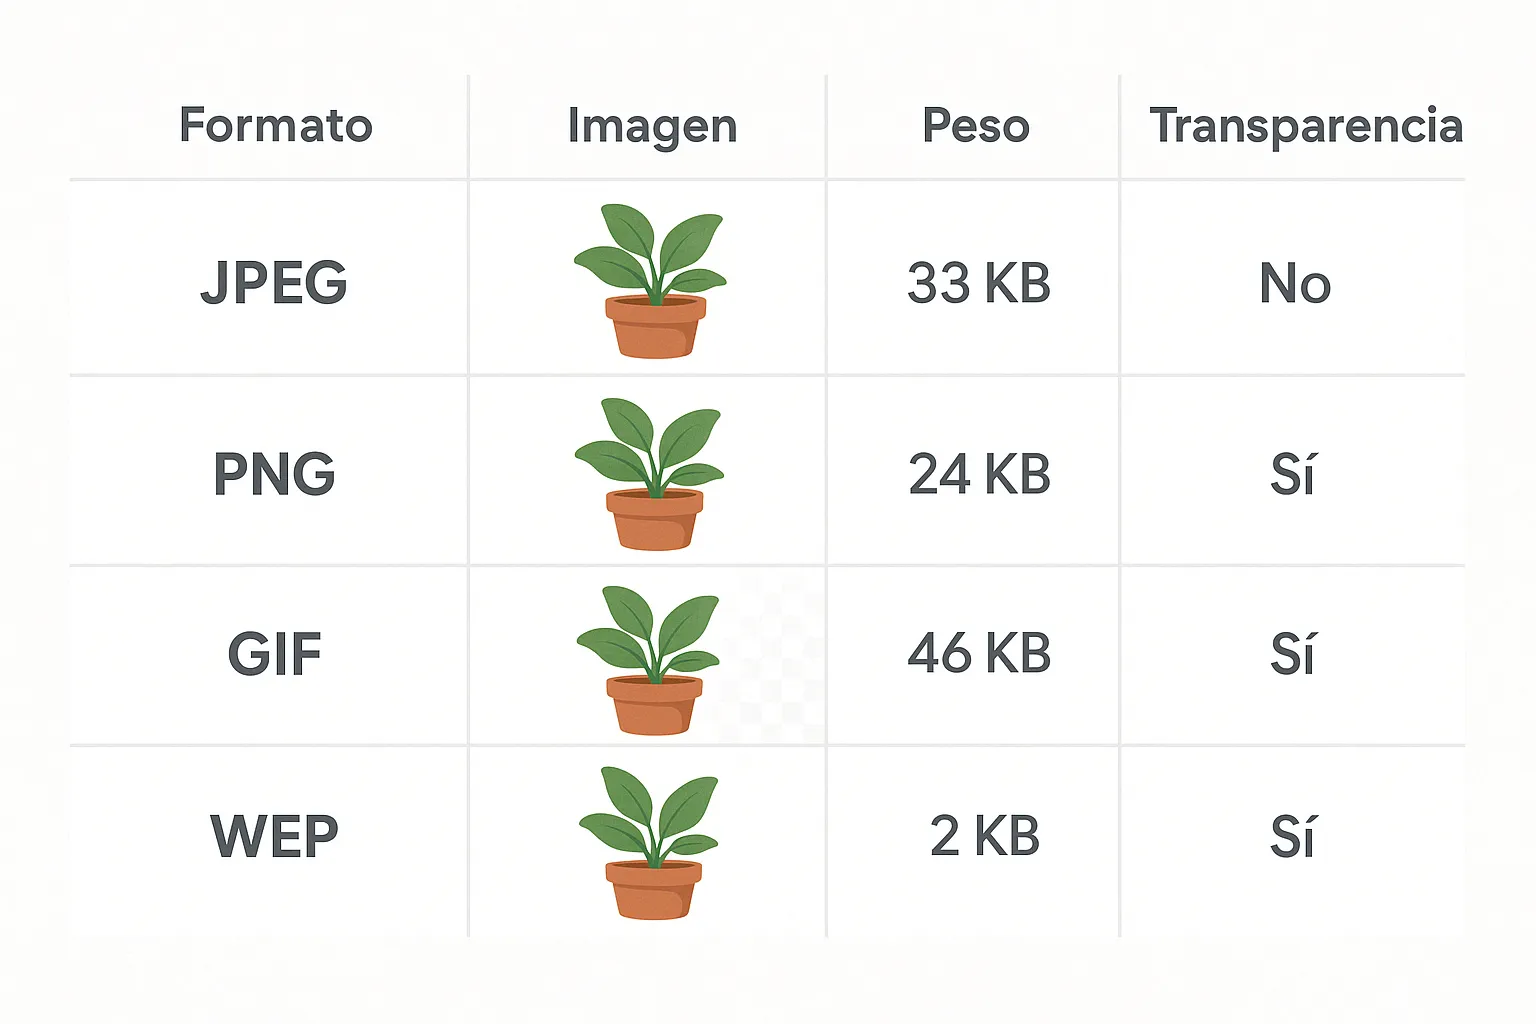 Formato Imagen Peso Transparencia
JPEG 33 KB No
PNG 24 KB Sí
GIF 46 KB Sí
WEP 2 KB Sí